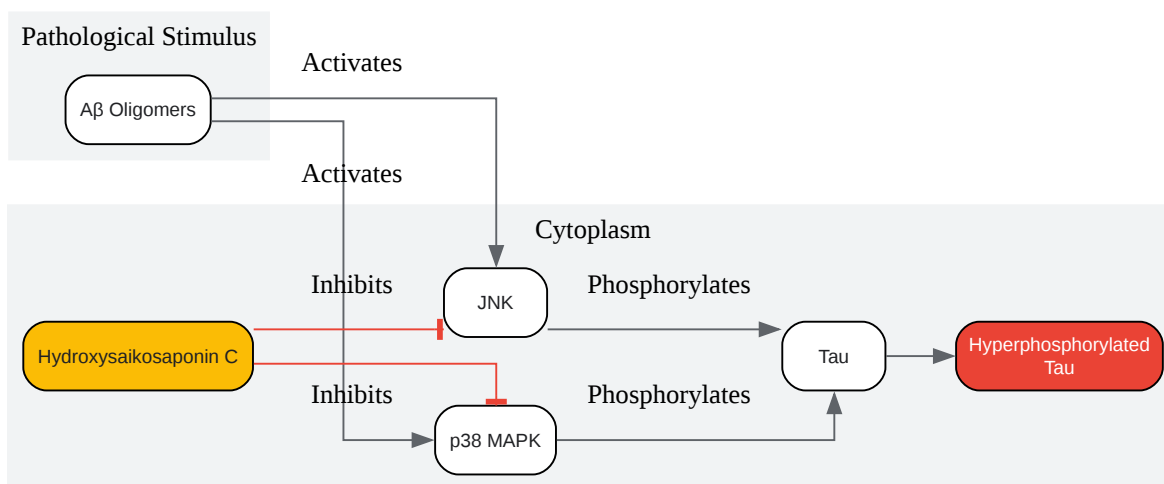 Pathological Stimulus
Activates
Aβ Oligomers
Activates
Cytoplasm
Inhibits
Phosphorylates
JNK
Hydroxysaikosaponin C
Tau
Hyperphosphorylated
Tau
Inhibits
Phosphorylates
p38 MAPK